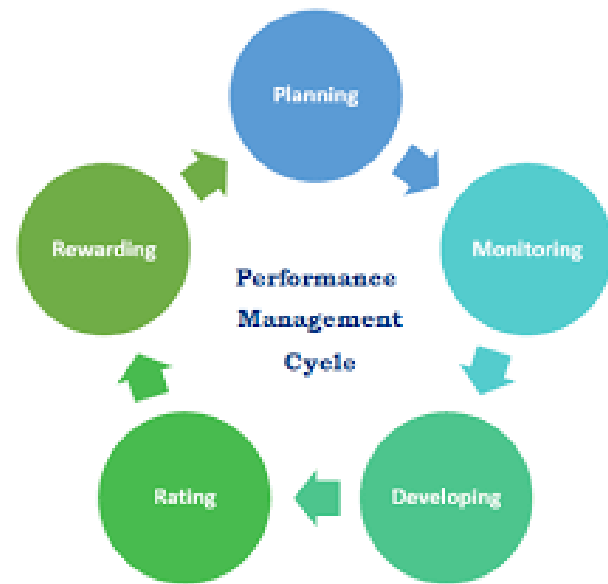 Planning
Monitoring
Developing
Rating
Rewarding
Performance
Management
Cycle